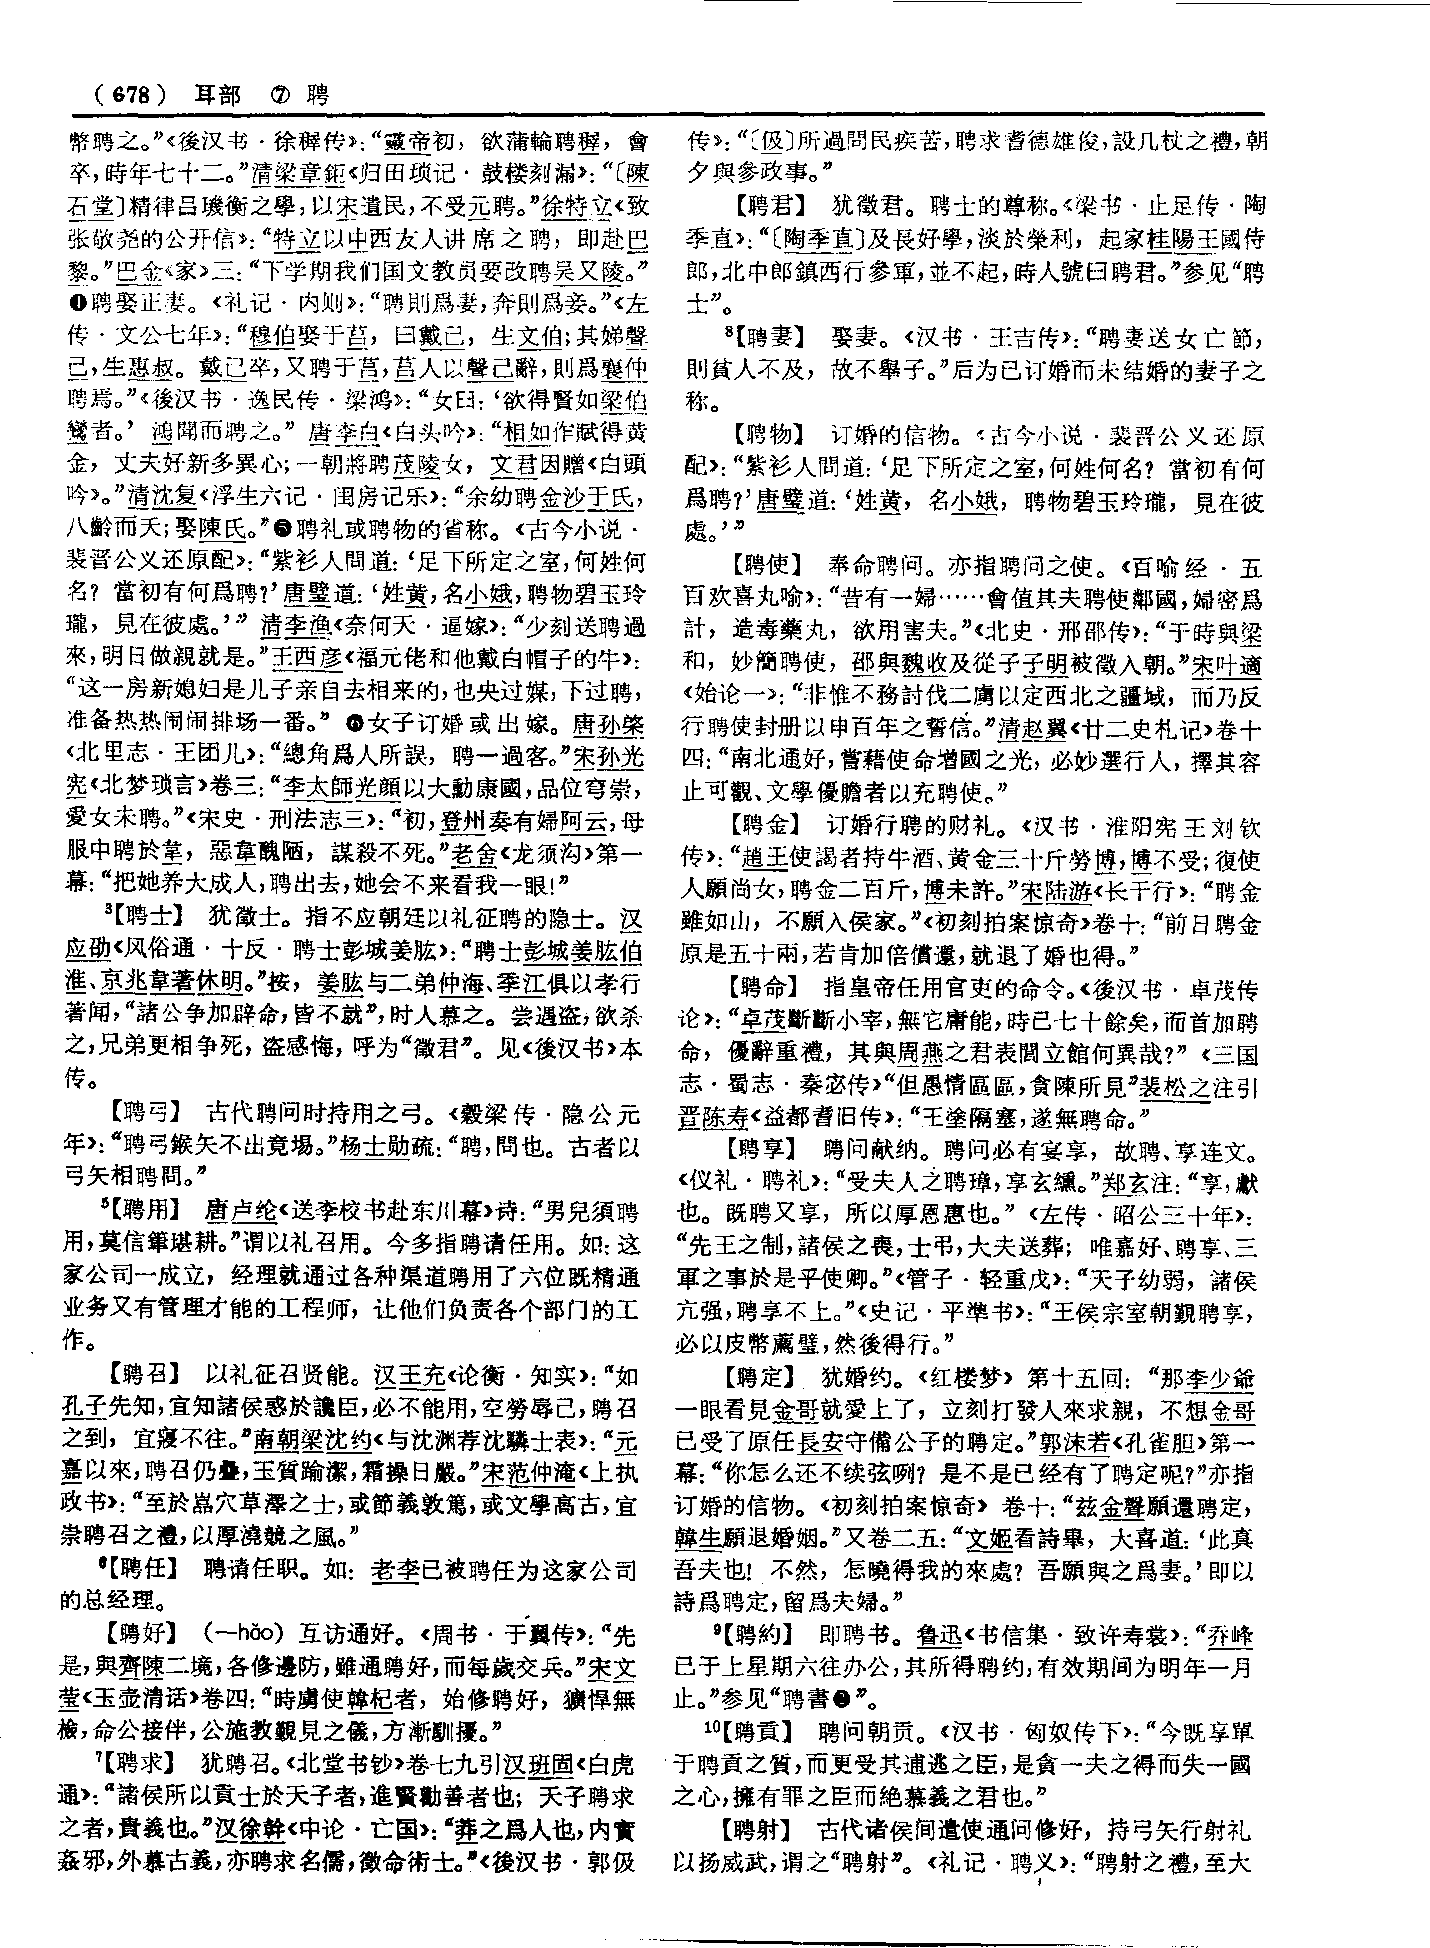 （678） 耳部 ⑦ 聘
幣聘之。”《後汉书·徐稺传》：“靈帝初，欲蒲輪聘稺，會
卒，時年七十二。”清梁章鉅《归田琐记·鼓楼刻漏》：“〔陳
石堂〕精律吕璣衡之學，以宋遺民，不受元聘。”徐特立《致
张敬尧的公开信》：“特立以中西友人讲席之聘，即赴巴
黎。”巴金《家》三：“下学期我们国文教员要改聘吴又陵。”
❹聘娶正妻。《礼记·内则》：“聘則爲妻，奔則爲妾。”《左
传·文公七年》：“穆伯娶于莒，曰戴己，生文伯；其娣聲
己，生惠叔。戴己卒，又聘于莒，莒人以聲己辭，則爲襄仲
聘焉。”《後汉书·逸民传·梁鸿》：“女曰：‘欲得賢如梁伯
鸞者。’鴻聞而聘之。”唐李白《白头吟》：“相如作賦得黄
金，丈夫好新多異心；一朝將聘茂陵女，文君因贈《白頭
吟》。”清沈复《浮生六记·闺房记乐》：“余幼聘金沙于氏，
八齡而夭；娶陳氏。”❺聘礼或聘物的省称。《古今小说·
裴晋公义还原配》：“紫衫人問道：‘足下所定之室，何姓何
名？當初有何爲聘？’唐璧道：‘姓黄，名小娥，聘物碧玉玲
瓏，見在彼處。’”清李渔《奈何天·逼嫁》：“少刻送聘過
來，明日做親就是。”王西彦《福元佬和他戴白帽子的牛》：
“这一房新媳妇是儿子亲自去相来的，也央过媒，下过聘，
准备热热闹闹排场一番。”❻女子订婚或出嫁。唐孙棨
《北里志·王团儿》：“總角爲人所誤，聘一過客。”宋孙光
宪《北梦琐言》卷三：“李太師光顔以大勳康國，品位穹崇，
愛女未聘。”《宋史·刑法志三》：“初，登州奏有婦阿云，母
服中聘於韋，惡韋醜陋，謀殺不死。”老舍《龙须沟》第一
幕：“把她养大成人，聘出去，她会不来看我一眼！”
³【聘士】 犹徵士。指不应朝廷以礼征聘的隐士。汉
应劭《风俗通·十反·聘士彭城姜肱》：“聘士彭城姜肱伯
淮、京兆韋著休明。”按，姜肱与二弟仲海、季江俱以孝行
著聞，“諸公争加辟命，皆不就”，时人慕之。尝遇盗，欲杀
之，兄弟更相争死，盗感悔，呼为“徵君”。见《後汉书》本
传。
【聘弓】 古代聘问时持用之弓。《榖梁传·隐公元
年》：“聘弓鍭矢不出竟埸。”杨士勋疏：“聘，問也。古者以
弓矢相聘問。”
⁵【聘用】 唐卢纶《送李校书赴东川幕》诗：“男兒須聘
用，莫信筆堪耕。”谓以礼召用。今多指聘请任用。如：这
家公司一成立，经理就通过各种渠道聘用了六位既精通
业务又有管理才能的工程师，让他们负责各个部门的工
作。
【聘召】 以礼征召贤能。汉王充《论衡·知实》：“如
孔子先知，宜知諸侯惑於讒臣，必不能用，空勞辱己，聘召
之到，宜寢不往。”南朝梁沈约《与沈渊荐沈驎士表》：“元
嘉以來，聘召仍疊，玉質踰潔，霜操日嚴。”宋范仲淹《上执
政书》：“至於嵓穴草澤之士，或節義敦篤，或文學高古，宜
崇聘召之禮，以厚澆競之風。”
⁶【聘任】 聘请任职。如：老李已被聘任为这家公司
的总经理。
【聘好】 （—hǎo）互访通好。《周书·于翼传》：“先
是，與齊陳二境，各修邊防，雖通聘好，而每歲交兵。”宋文
莹《玉壶清话》卷四：“時虜使韓杞者，始修聘好，獷悍無
檢，命公接伴，公施教覲見之儀，方漸馴擾。”
⁷【聘求】 犹聘召。《北堂书钞》卷七九引汉班固《白虎
通》：“諸侯所以貢士於天子者，進賢勸善者也；天子聘求
之者，貴義也。”汉徐幹《中论·亡国》：“莽之爲人也，内實
姦邪，外慕古義，亦聘求名儒，徵命術士。”《後汉书·郭伋
传》：“〔伋〕所過問民疾苦，聘求耆德雄俊，設几杖之禮，朝
夕與參政事。”
【聘君】 犹徵君。聘士的尊称。《梁书·止足传·陶
季直》：“〔陶季直〕及長好學，淡於榮利，起家桂陽王國侍
郎，北中郎鎮西行參軍，並不起，時人號曰聘君。”参见“聘
士”。
⁸【聘妻】 娶妻。《汉书·王吉传》：“聘妻送女亡節，
則貧人不及，故不舉子。”后为已订婚而未结婚的妻子之
称。
【聘物】 订婚的信物。《古今小说·裴晋公义还原
配》：“紫衫人問道：‘足下所定之室，何姓何名？當初有何
爲聘？’唐璧道：‘姓黄，名小娥，聘物碧玉玲瓏，見在彼
處。’”
【聘使】 奉命聘问。亦指聘问之使。《百喻经·五
百欢喜丸喻》：“昔有一婦……會值其夫聘使鄰國，婦密爲
計，造毒藥丸，欲用害夫。”《北史·邢邵传》：“于時與梁
和，妙簡聘使，邵與魏收及從子子明被徵入朝。”宋叶適
《始论一》：“非惟不務討伐二虜以定西北之疆域，而乃反
行聘使封册以申百年之誓信。”清赵翼《廿二史札记》卷十
四：“南北通好，嘗藉使命增國之光，必妙選行人，擇其容
止可觀、文學優贍者以充聘使。”
【聘金】 订婚行聘的财礼。《汉书·淮阳宪王刘钦
传》：“趙王使謁者持牛酒、黄金三十斤勞博，博不受；復使
人願尚女，聘金二百斤，博未許。”宋陆游《长干行》：“聘金
雖如山，不願入侯家。”《初刻拍案惊奇》卷十：“前日聘金
原是五十兩，若肯加倍償還，就退了婚也得。”
【聘命】 指皇帝任用官吏的命令。《後汉书·卓茂传
论》：“卓茂斷斷小宰，無它庸能，時已七十餘矣，而首加聘
命，優辭重禮，其與周燕之君表閭立館何異哉？”《三国
志·蜀志·秦宓传》“但愚情區區，貪陳所見”裴松之注引
晋陈寿《益都耆旧传》：“王塗隔塞，遂無聘命。”
【聘享】 聘问献纳。聘问必有宴享，故聘、享连文。
《仪礼·聘礼》：“受夫人之聘璋，享玄纁。”郑玄注：“享，獻
也。既聘又享，所以厚恩惠也。”《左传·昭公三十年》：
“先王之制，諸侯之喪，士弔，大夫送葬；唯嘉好、聘享、三
軍之事於是乎使卿。”《管子·轻重戊》：“天子幼弱，諸侯
亢强，聘享不上。”《史记·平準书》：“王侯宗室朝覲聘享，
必以皮幣薦璧，然後得行。”
【聘定】 犹婚约。《红楼梦》第十五回：“那李少爺
一眼看見金哥就愛上了，立刻打發人來求親，不想金哥
已受了原任長安守備公子的聘定。”郭沫若《孔雀胆》第一
幕：“你怎么还不续弦咧？是不是已经有了聘定呢？”亦指
订婚的信物。《初刻拍案惊奇》卷十：“兹金聲願還聘定，
韓生願退婚姻。”又卷二五：“文姬看詩畢，大喜道：‘此真
吾夫也！不然，怎曉得我的來處？吾願與之爲妻。’即以
詩爲聘定，留爲夫婦。”
⁹【聘約】 即聘书。鲁迅《书信集·致许寿裳》：“乔峰
已于上星期六往办公，其所得聘约，有效期间为明年一月
止。”参见“聘書❷”。
¹⁰【聘貢】 聘问朝贡。《汉书·匈奴传下》：“今既享單
于聘貢之質，而更受其逋逃之臣，是貪一夫之得而失一國
之心，擁有罪之臣而絶慕義之君也。”
【聘射】 古代诸侯间遣使通问修好，持弓矢行射礼
以扬威武，谓之“聘射”。《礼记·聘义》：“聘射之禮，至大